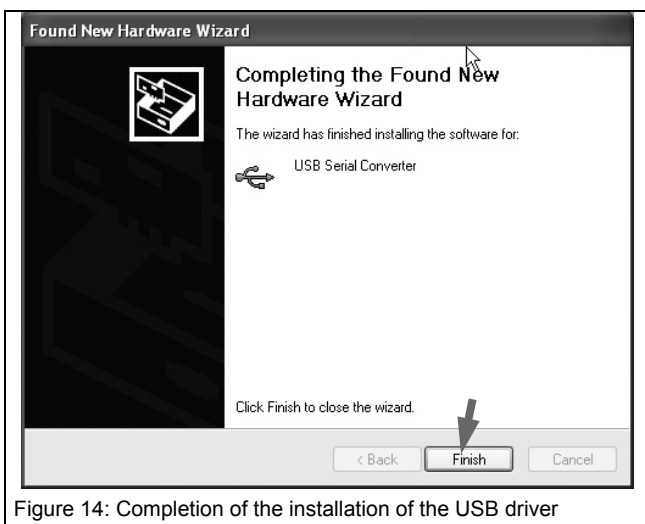 Found New Hardware Wizard
Completing the Found New
Hardware Wizard
The wizard has finished installing the software for:
USB Serial Converter
Click Finish to close the wizard.
< Back
Finish
Cancel
Figure 14: Completion of the installation of the USB driver